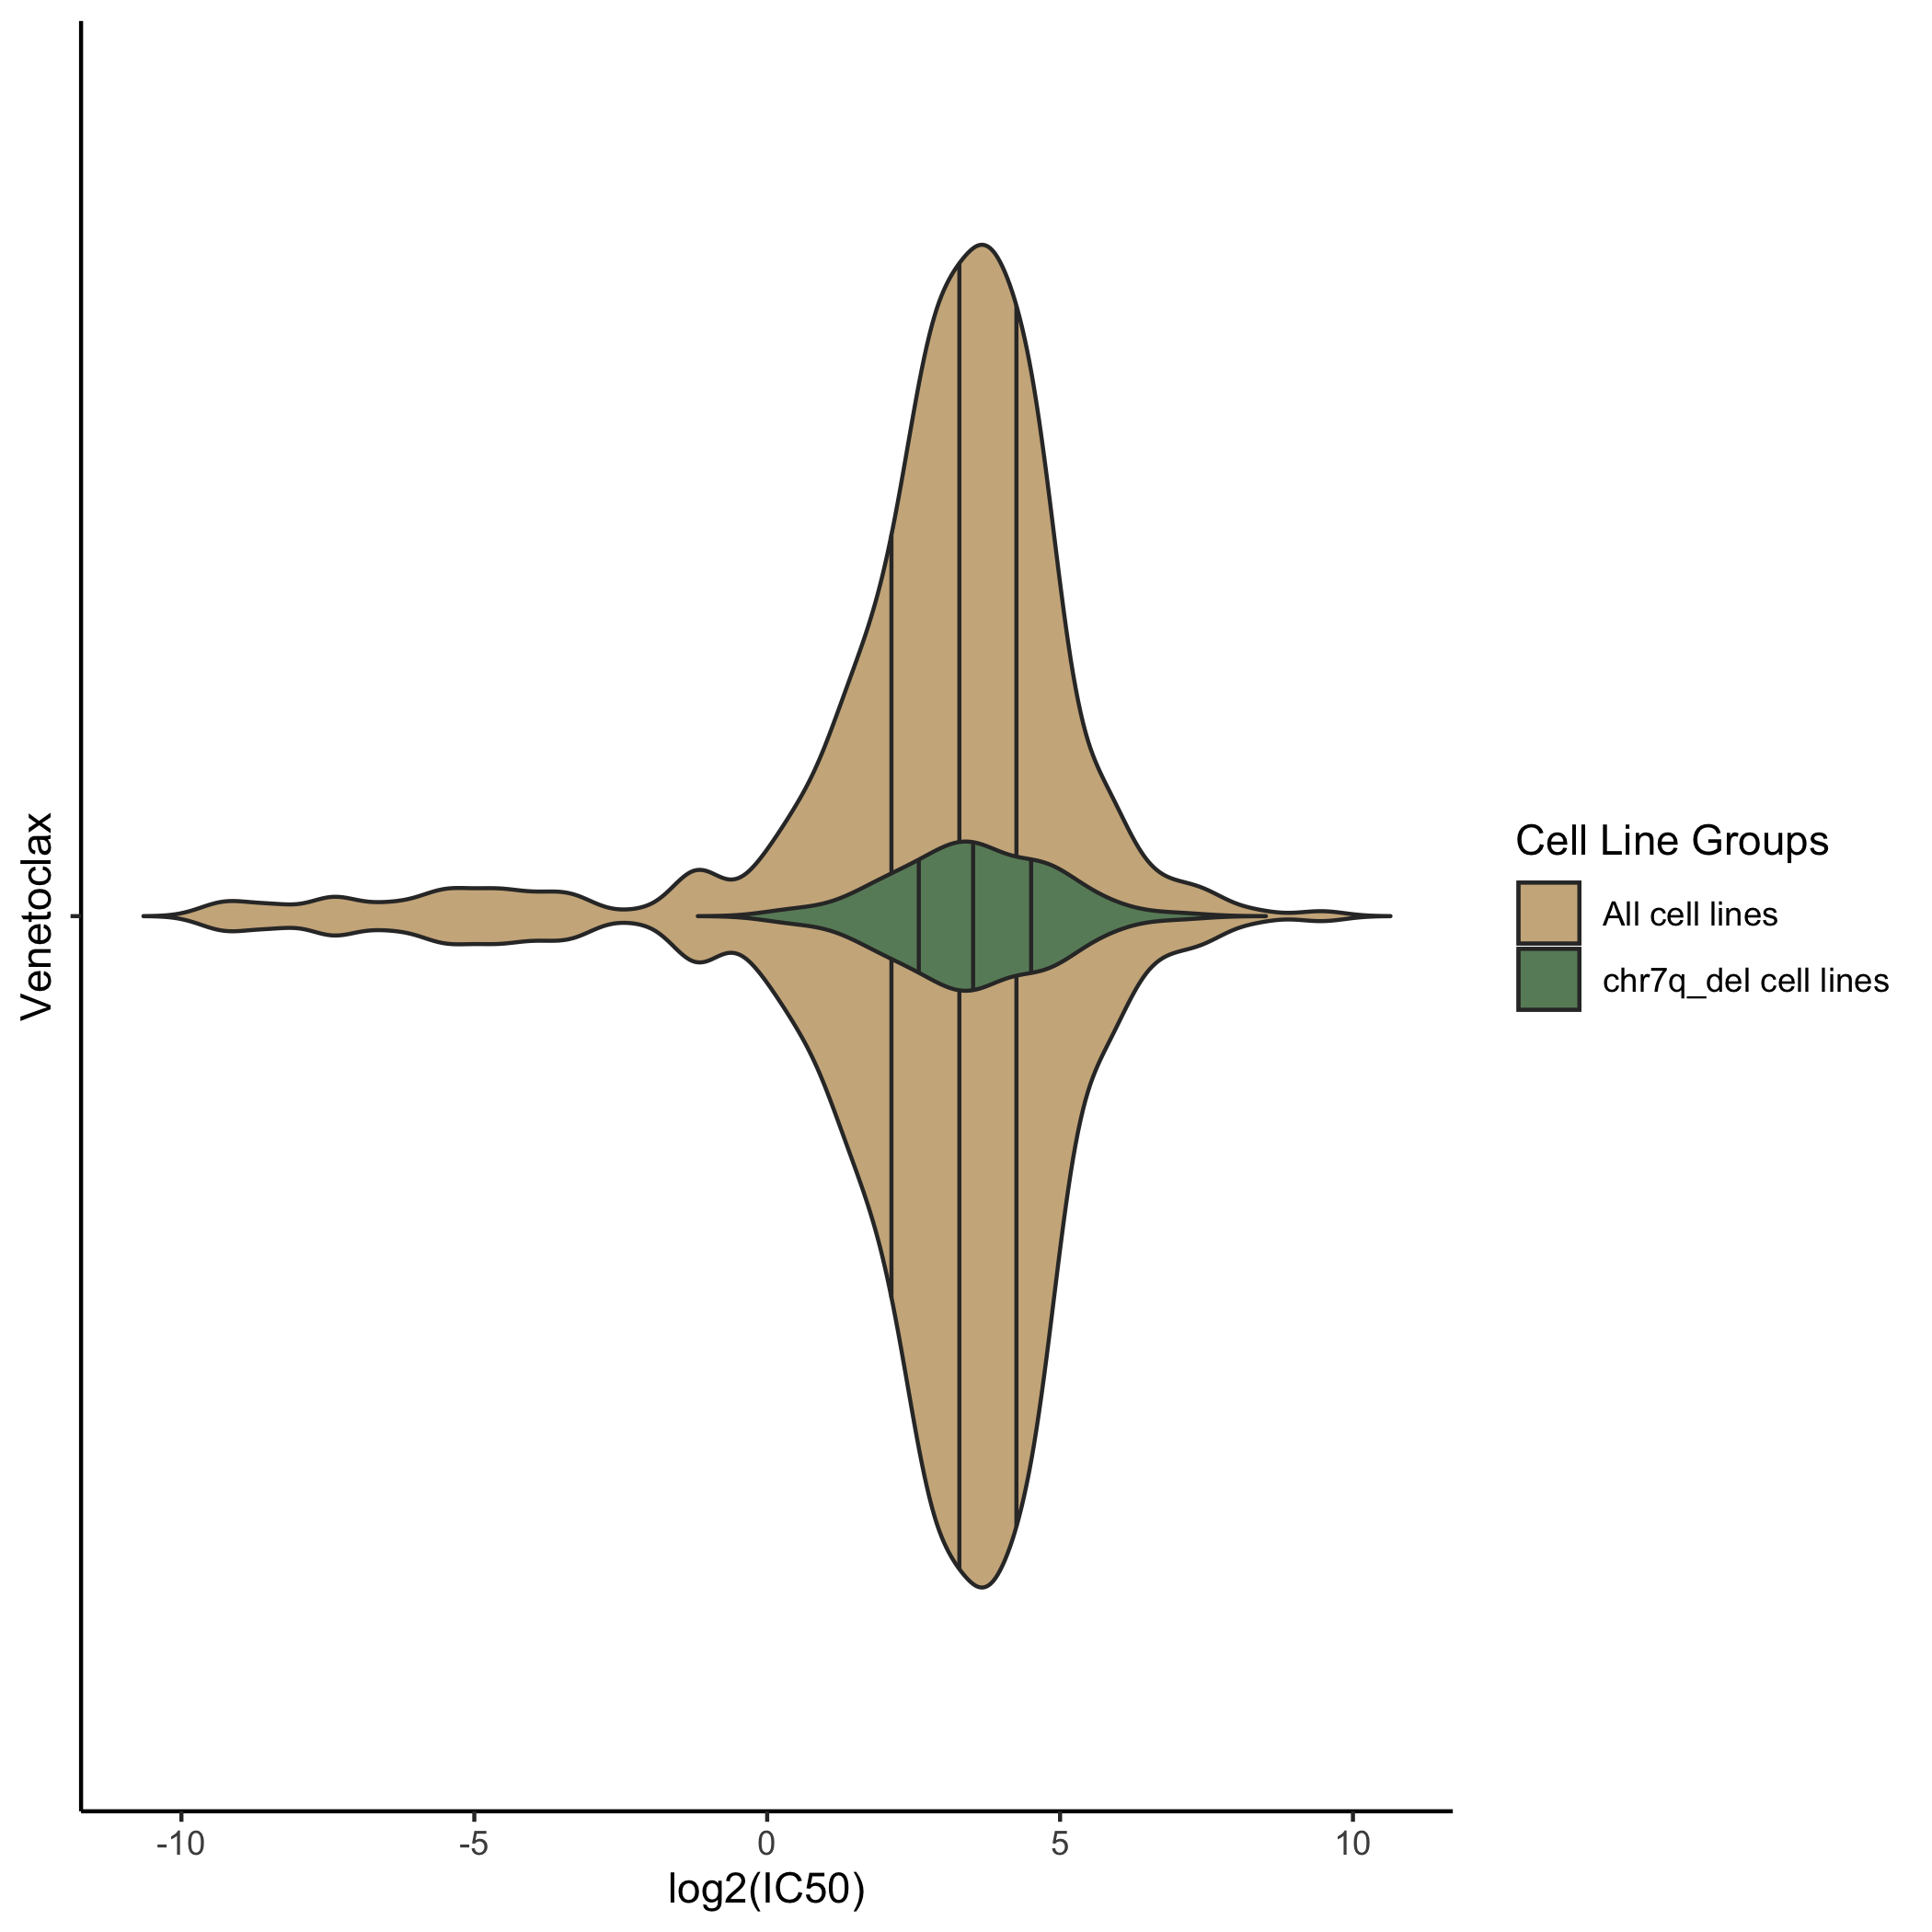 Venetoclax
-10
-5
0
5
10
log2(IC50)
Cell Line Groups
All cell lines
chr7q_del cell lines